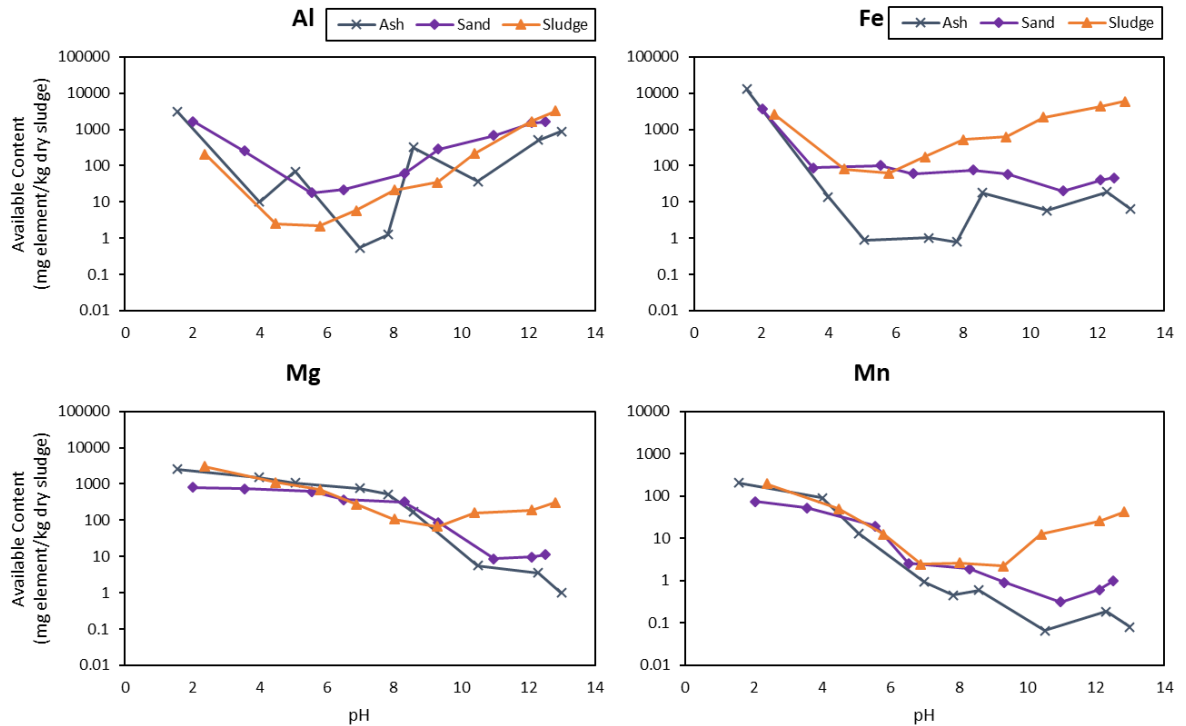 Al
Ash Sand Sludge
Fe
Ash Sand Sludge
Available Content
(mg element/kg dry sludge)
100000
10000
1000
100
10
1
0.1
0.01
0 2 4 6 8 10 12 14
100000
10000
1000
100
10
1
0.1
0.01
0 2 4 6 8 10 12 14
Mg
Mn
Available Content
(mg element/kg dry sludge)
100000
10000
1000
100
10
1
0.1
0.01
0 2 4 6 8 10 12 14
pH
10000
1000
100
10
1
0.1
0.01
0 2 4 6 8 10 12 14
pH